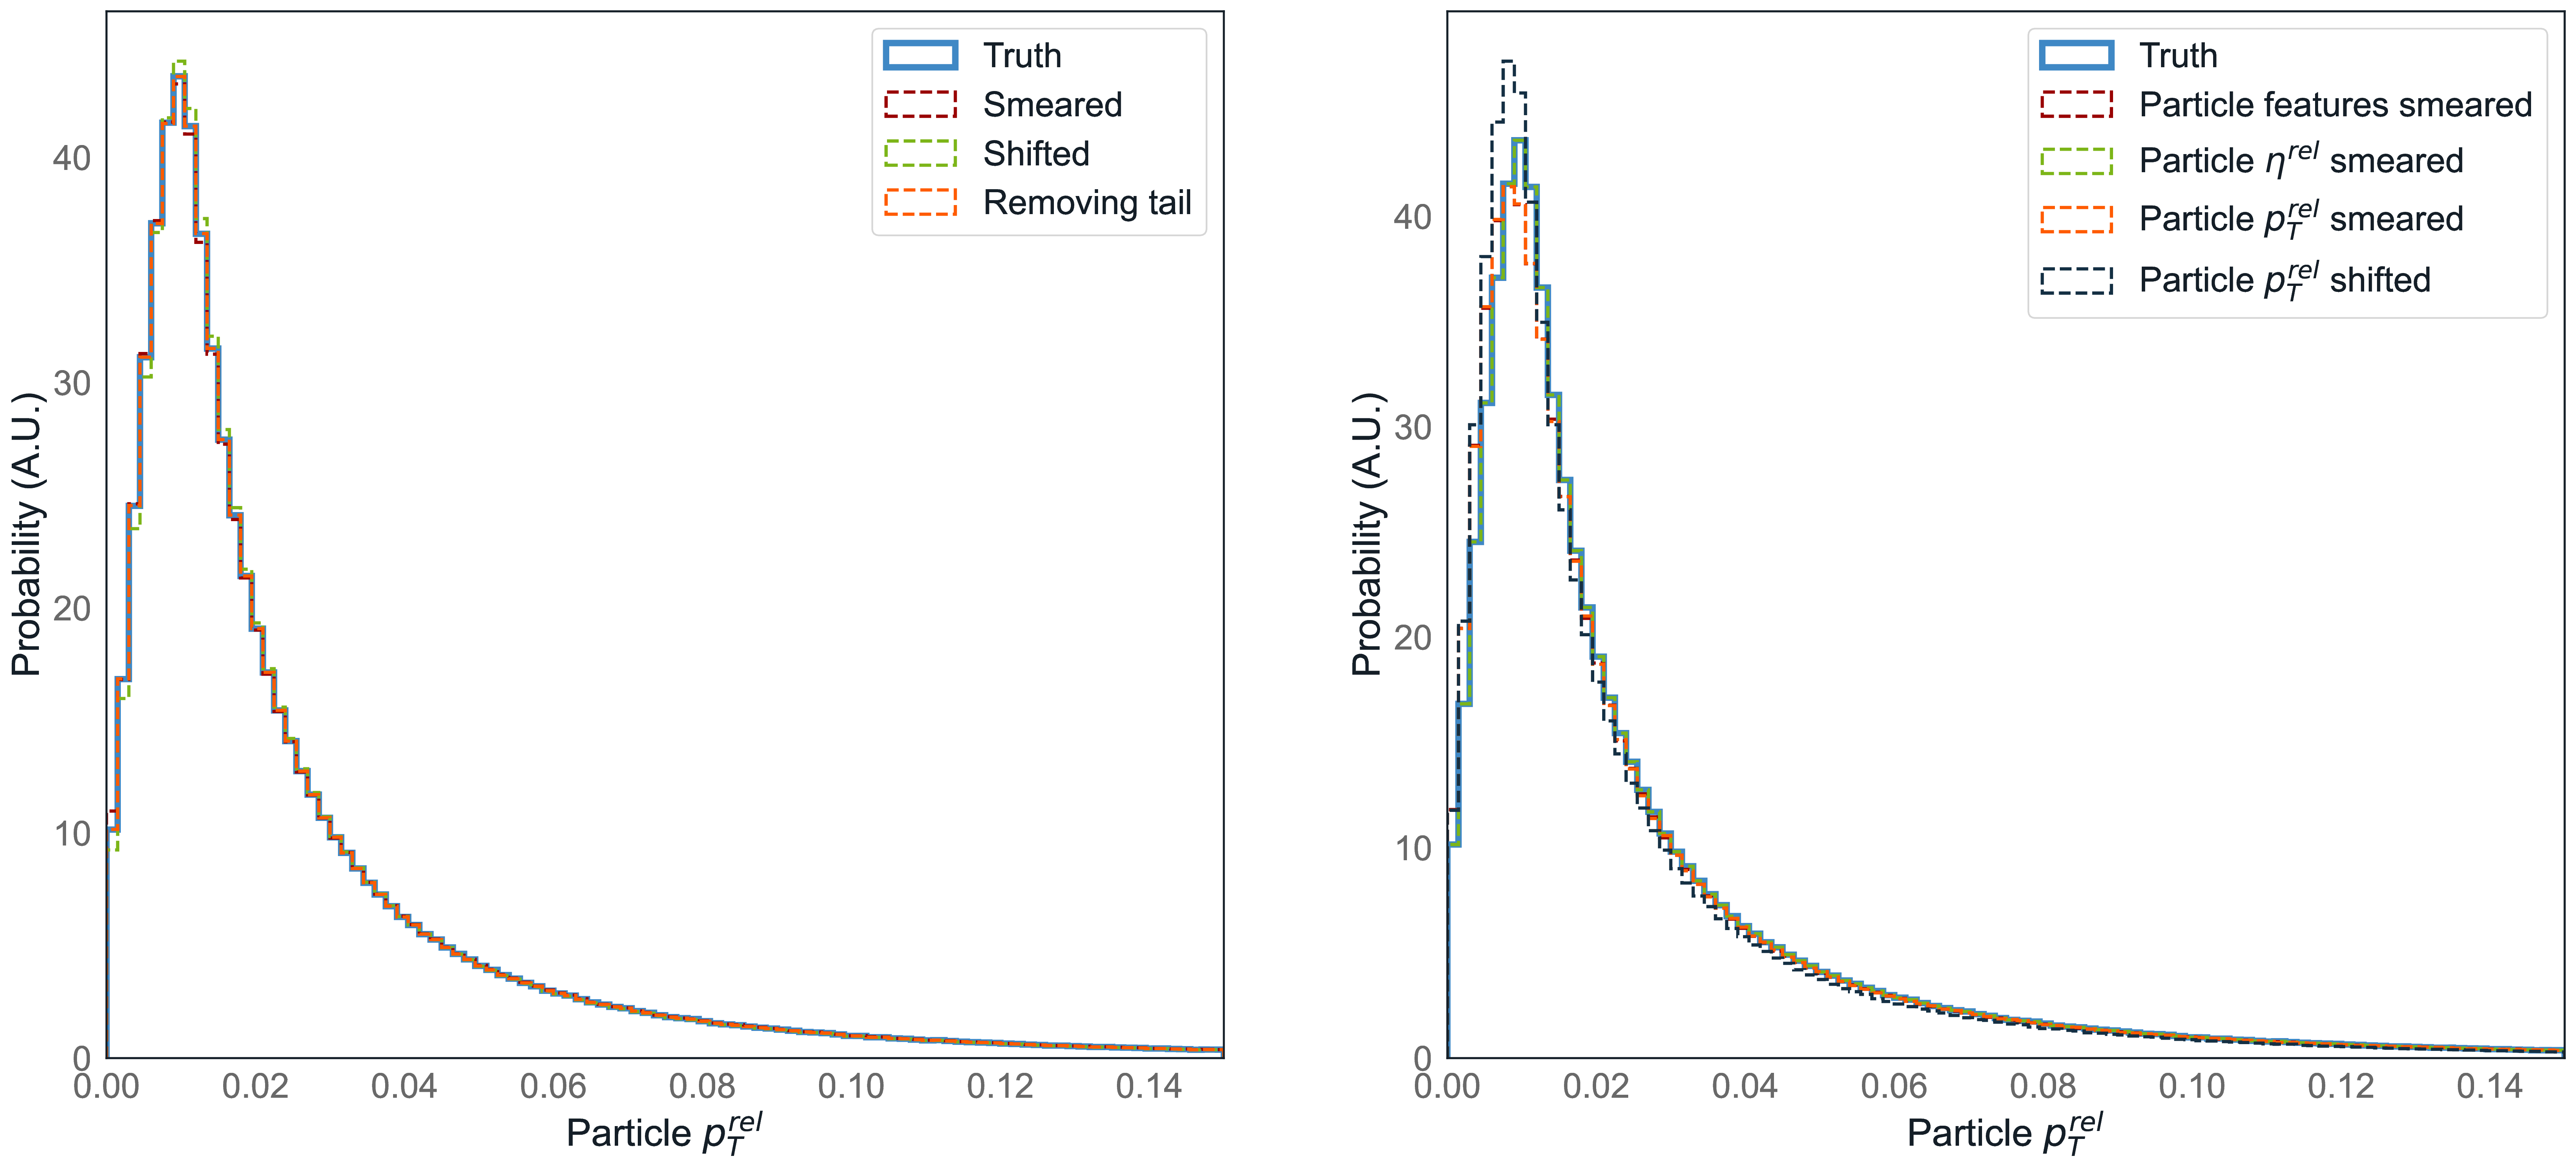 Truth
Smeared
Shifted
Removing tail
40
30
20
10
0
Probability (A.U.)
0.00 0.02 0.04 0.06 0.08 0.10 0.12 0.14
Particle p_T^{rel}
Truth
Particle features smeared
Particle η^{rel} smeared
Particle p_T^{rel} smeared
Particle p_T^{rel} shifted
40
30
20
10
0
Probability (A.U.)
0.00 0.02 0.04 0.06 0.08 0.10 0.12 0.14
Particle p_T^{rel}